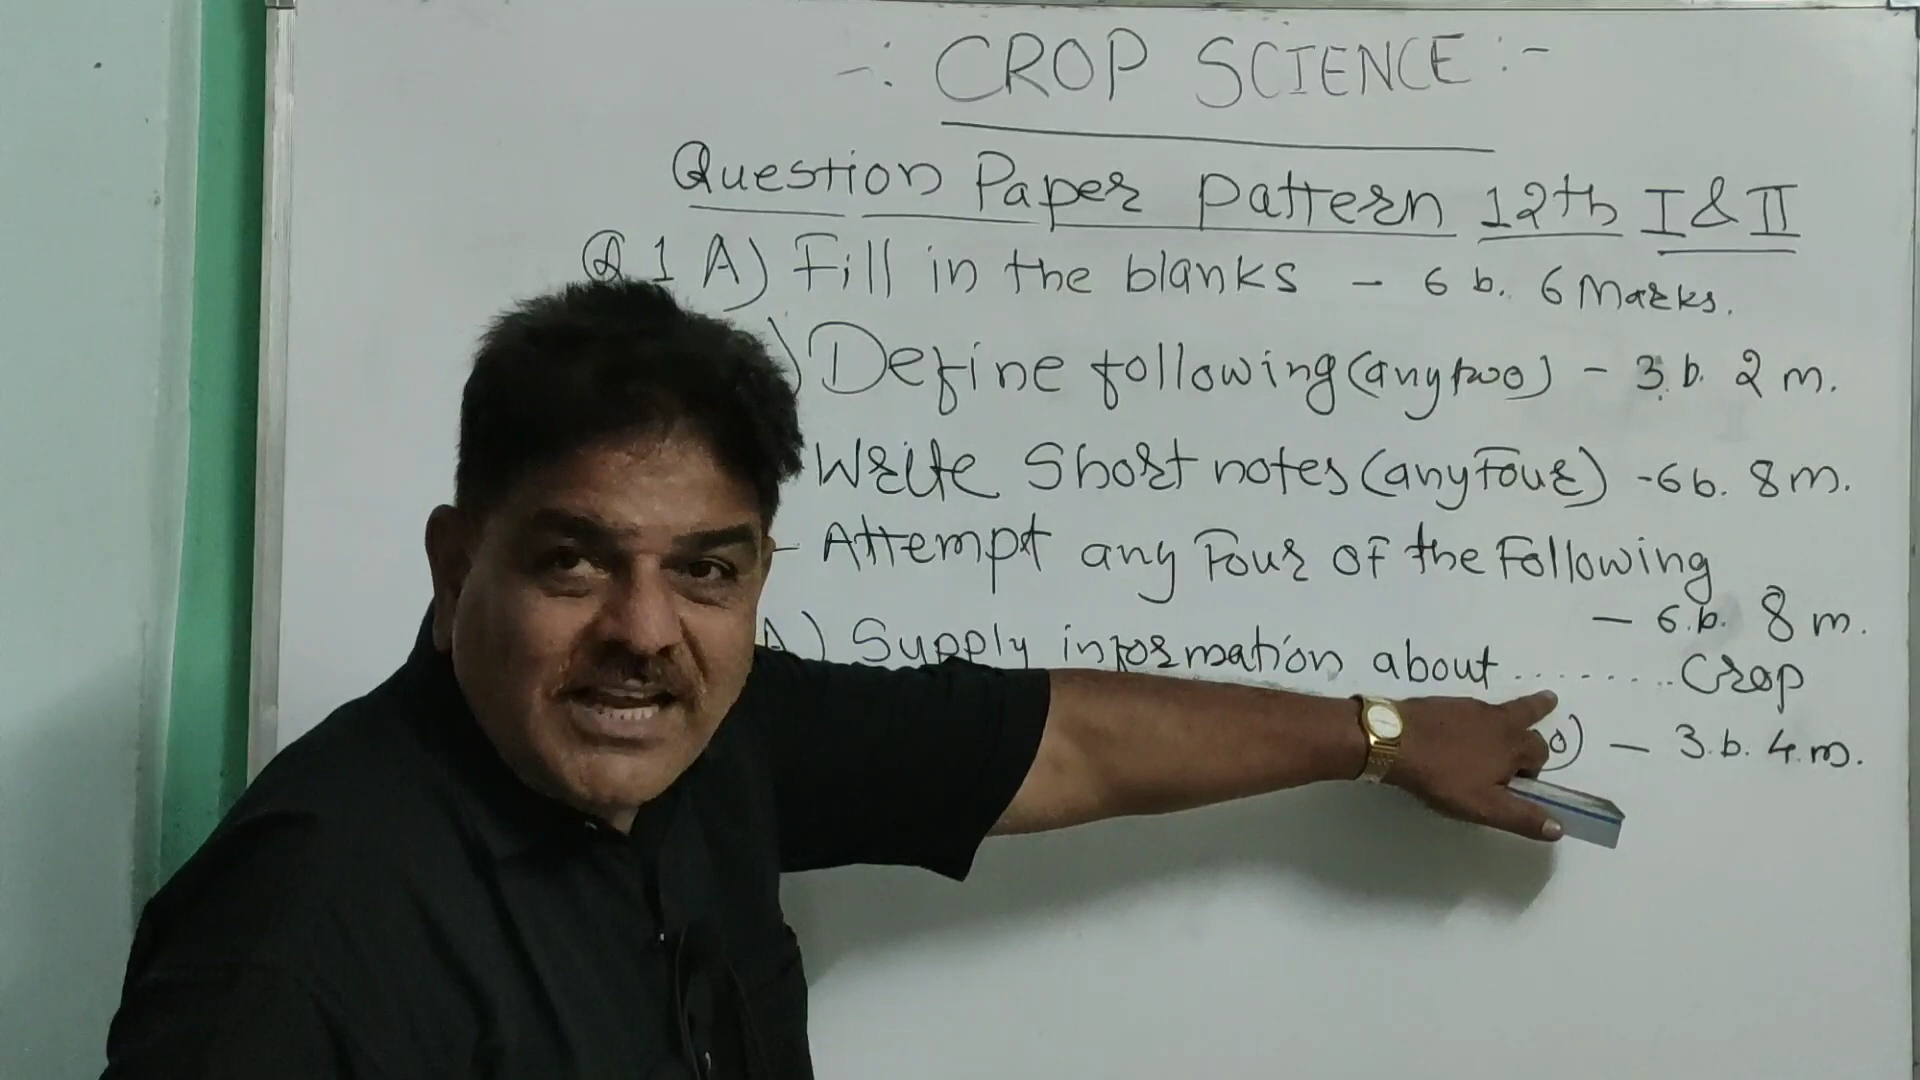 -: CROP SCIENCE :-
Question Paper Pattern 12th I & II
Q.1 A) Fill in the blanks - 6 b. 6 Marks.
) Define following (any two) - 3.b. 2 m.
Write Short notes (any Four) - 6 b. 8 m.
- Attempt any Four of the Following
- 6.b. 8 m.
A) Supply information about ........ Crop
o) - 3.b. 4.m.